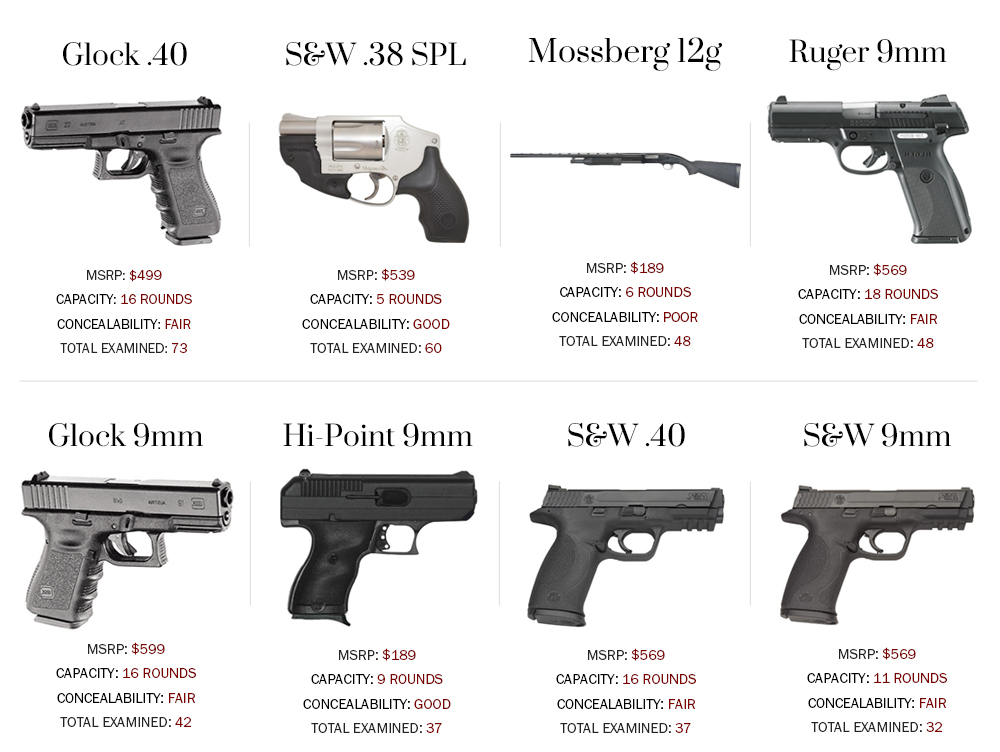 Glock .40
S&W .38 SPL
Mossberg 12g
Ruger 9mm
MSRP: $499
CAPACITY: 16 ROUNDS
CONCEALABILITY: FAIR
TOTAL EXAMINED: 73
MSRP: $539
CAPACITY: 5 ROUNDS
CONCEALABILITY: GOOD
TOTAL EXAMINED: 60
MSRP: $189
CAPACITY: 6 ROUNDS
CONCEALABILITY: POOR
TOTAL EXAMINED: 48
MSRP: $569
CAPACITY: 18 ROUNDS
CONCEALABILITY: FAIR
TOTAL EXAMINED: 48
Glock 9mm
Hi-Point 9mm
S&W .40
S&W 9mm
MSRP: $599
CAPACITY: 16 ROUNDS
CONCEALABILITY: FAIR
TOTAL EXAMINED: 42
MSRP: $189
CAPACITY: 9 ROUNDS
CONCEALABILITY: GOOD
TOTAL EXAMINED: 37
MSRP: $569
CAPACITY: 16 ROUNDS
CONCEALABILITY: FAIR
TOTAL EXAMINED: 37
MSRP: $569
CAPACITY: 11 ROUNDS
CONCEALABILITY: FAIR
TOTAL EXAMINED: 32